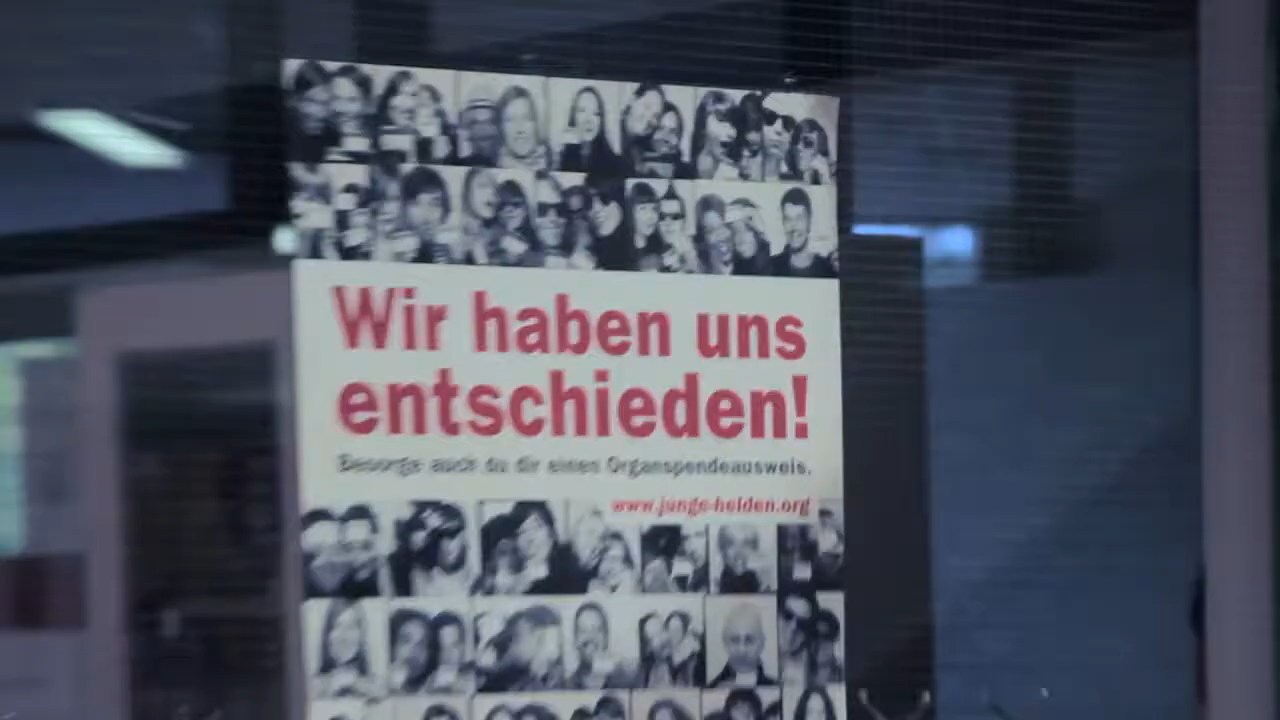 Wir haben uns
entschieden!
Besorge auch du dir einen Organspendeausweis.
www.junge-helden.org